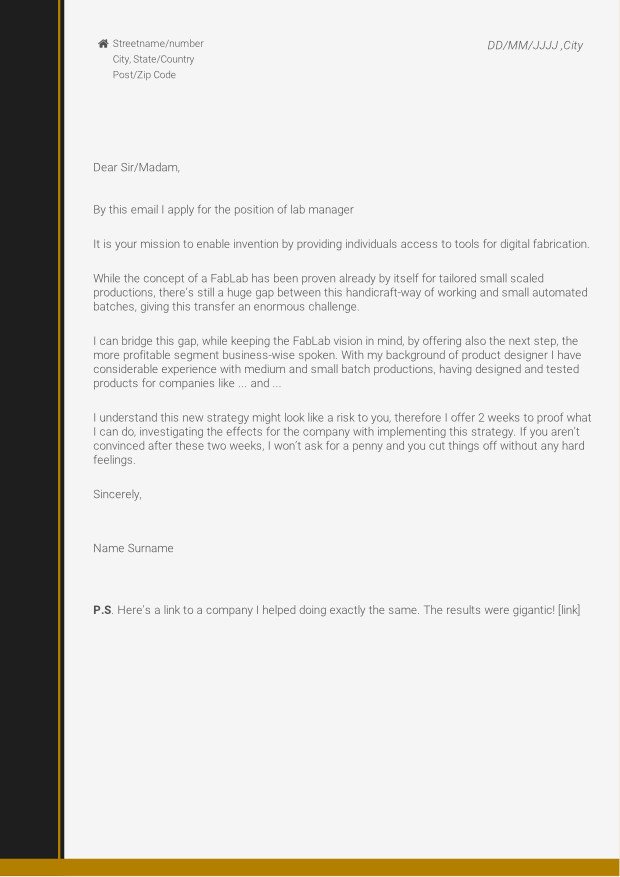 Streetname/number
City, State/Country
Post/Zip Code
DD/MM/JJJJ ,City
Dear Sir/Madam,
By this email I apply for the position of lab manager
It is your mission to enable invention by providing individuals access to tools for digital fabrication.
While the concept of a FabLab has been proven already by itself for tailored small scaled
productions, there's still a huge gap between this handicraft-way of working and small automated
batches, giving this transfer an enormous challenge.
I can bridge this gap, while keeping the FabLab vision in mind, by offering also the next step, the
more profitable segment business-wise spoken. With my background of product designer I have
considerable experience with medium and small batch productions, having designed and tested
products for companies like ... and ...
I understand this new strategy might look like a risk to you, therefore I offer 2 weeks to proof what
I can do, investigating the effects for the company with implementing this strategy. If you aren't
convinced after these two weeks, I won't ask for a penny and you cut things off without any hard
feelings.
Sincerely,
Name Surname
P.S. Here's a link to a company I helped doing exactly the same. The results were gigantic! [link]